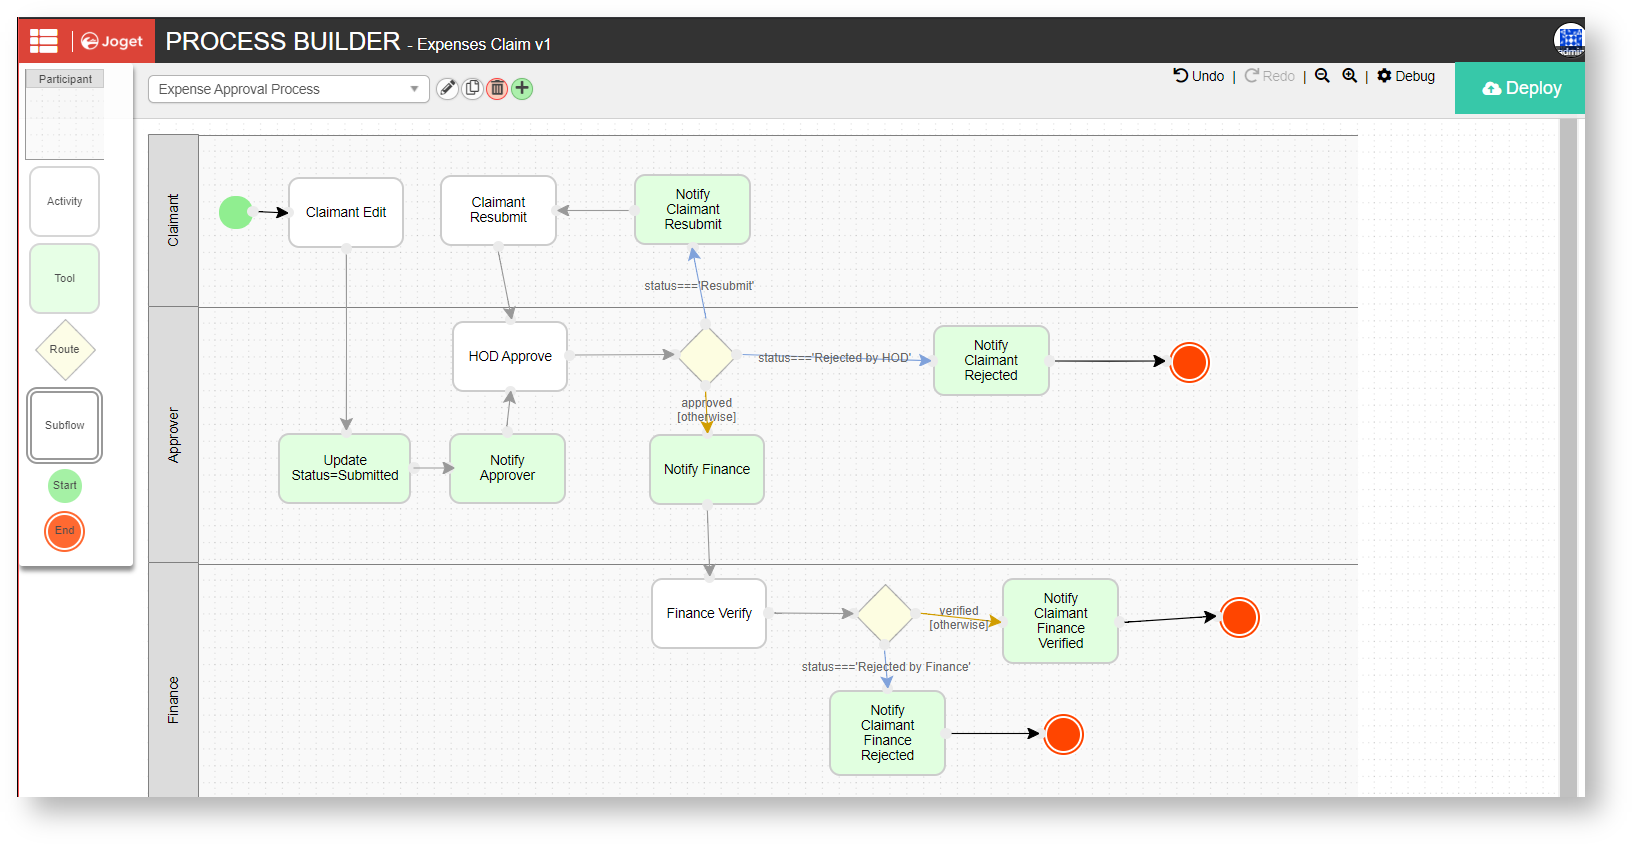 Joget
PROCESS BUILDER - Expenses Claim v1
admin
Participant
Expense Approval Process
Undo | Redo | | Debug
Deploy
Activity
Tool
Route
Subflow
Start
End
Claimant
Claimant Edit
Claimant
Resubmit
Notify
Claimant
Resubmit
status==='Resubmit'
Approver
HOD Approve
status==='Rejected by HOD'
Notify
Claimant
Rejected
approved
[otherwise]
Update
Status=Submitted
Notify
Approver
Notify Finance
Finance
Finance Verify
verified
[otherwise]
Notify
Claimant
Finance
Verified
status==='Rejected by Finance'
Notify
Claimant
Finance
Rejected